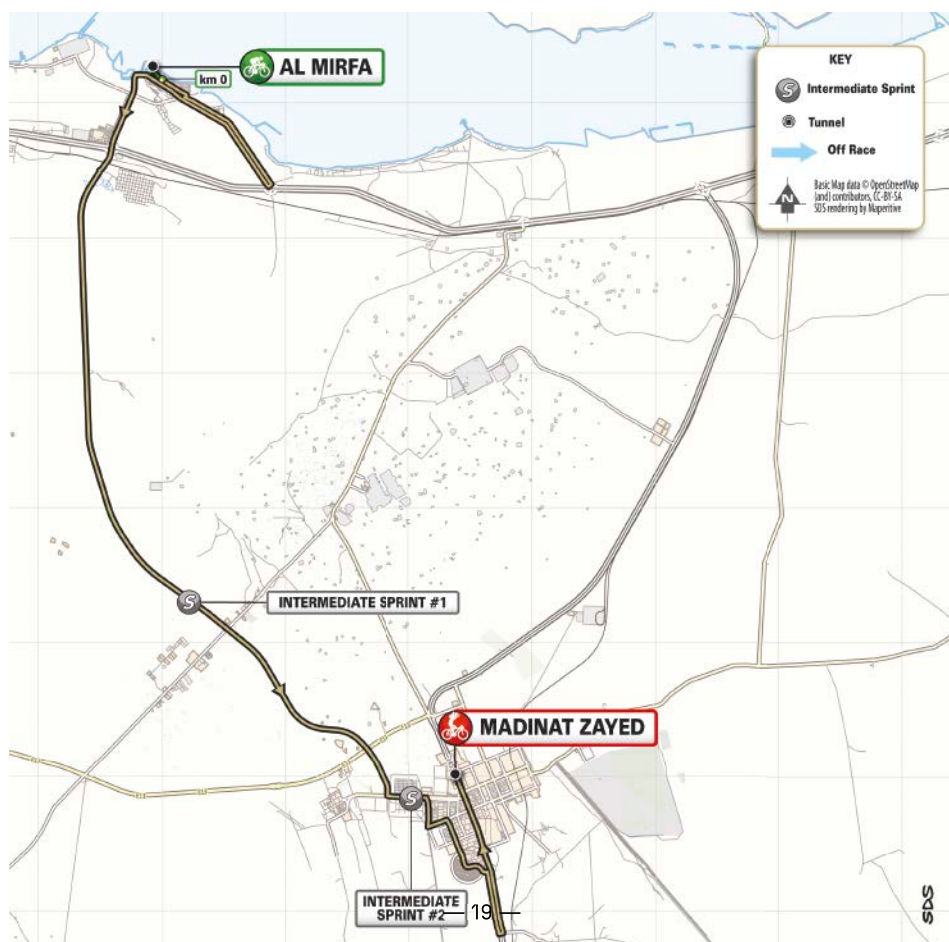 AL MIRFA
km 0
KEY
S Intermediate Sprint
Tunnel
Off Race
N
Basic Map data © OpenStreetMap
(and) contributors, CC-BY-SA
SDS rendering by Maperitive
S
INTERMEDIATE SPRINT #1
MADINAT ZAYED
S
INTERMEDIATE
SPRINT #2
19
SDS